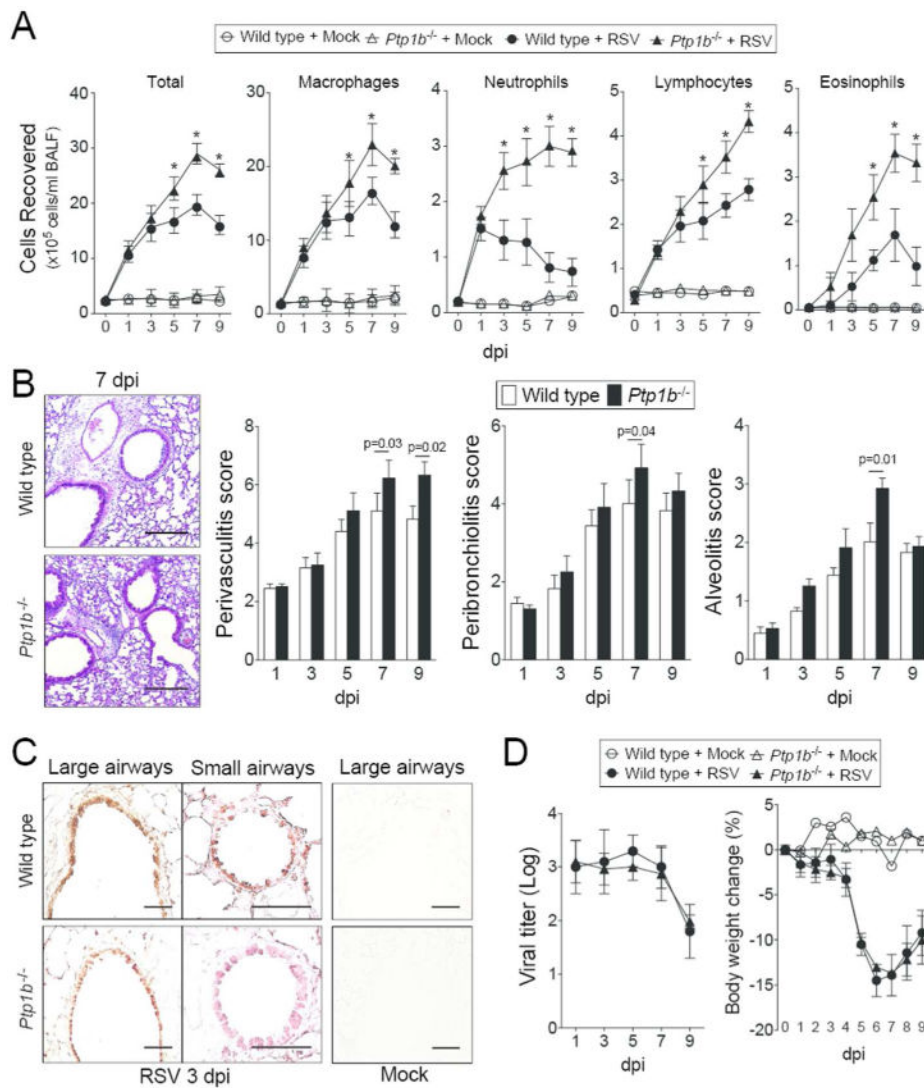 A
Wild type + Mock Ptp1b-/- + Mock Wild type + RSV Ptp1b-/- + RSV
Total Macrophages Neutrophils Lymphocytes Eosinophils
Cells Recovered
(x10⁵ cells/ml BALF)
40 30 20 10 0
30 20 10 0
4 3 2 1 0
5 4 3 2 1 0
4 3 2 1 0
* * *
* * *
* * * *
* * *
* * *
0 1 3 5 7 9
0 1 3 5 7 9
0 1 3 5 7 9
0 1 3 5 7 9
0 1 3 5 7 9
dpi
B
7 dpi
Wild type
Ptp1b-/-
Wild type Ptp1b-/-
Perivasculitis score
8 6 4 2 0
p=0.03 p=0.02
1 3 5 7 9
dpi
Peribronchiolitis score
6 4 2 0
p=0.04
1 3 5 7 9
dpi
Alveolitis score
4 3 2 1 0
p=0.01
1 3 5 7 9
dpi
C
Large airways Small airways Large airways
Wild type
Ptp1b-/-
RSV 3 dpi Mock
D
Wild type + Mock Ptp1b-/- + Mock
Wild type + RSV Ptp1b-/- + RSV
Viral titer (Log)
4 3 2 1 0
1 3 5 7 9
dpi
Body weight change (%)
5 0 -5 -10 -15 -20
0 1 2 3 4 5 6 7 8 9
dpi